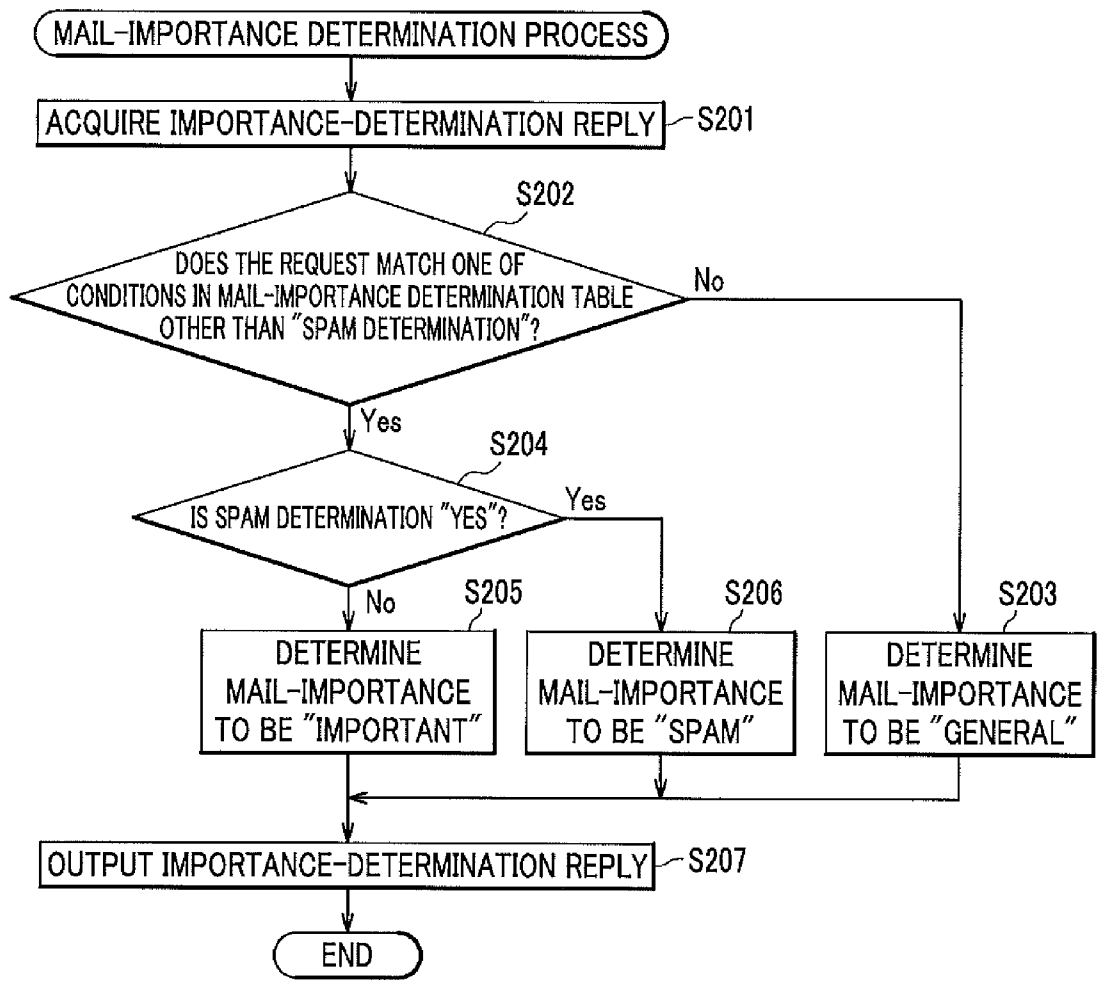 MAIL-IMPORTANCE DETERMINATION PROCESS
ACQUIRE IMPORTANCE-DETERMINATION REPLY
S201
S202
DOES THE REQUEST MATCH ONE OF
CONDITIONS IN MAIL-IMPORTANCE DETERMINATION TABLE
OTHER THAN "SPAM DETERMINATION"?
No
Yes
S204
IS SPAM DETERMINATION "YES"?
Yes
No
S205
DETERMINE
MAIL-IMPORTANCE
TO BE "IMPORTANT"
S206
DETERMINE
MAIL-IMPORTANCE
TO BE "SPAM"
S203
DETERMINE
MAIL-IMPORTANCE
TO BE "GENERAL"
OUTPUT IMPORTANCE-DETERMINATION REPLY
S207
END